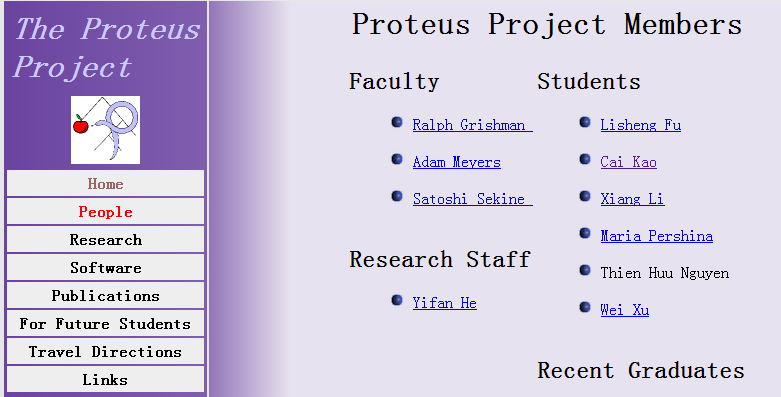 The Proteus
Project
Home
People
Research
Software
Publications
For Future Students
Travel Directions
Links
Proteus Project Members
Faculty
Ralph Grishman
Adam Meyers
Satoshi Sekine
Research Staff
Yifan He
Students
Lisheng Fu
Cai Kao
Xiang Li
Maria Pershina
Thien Huu Nguyen
Wei Xu
Recent Graduates